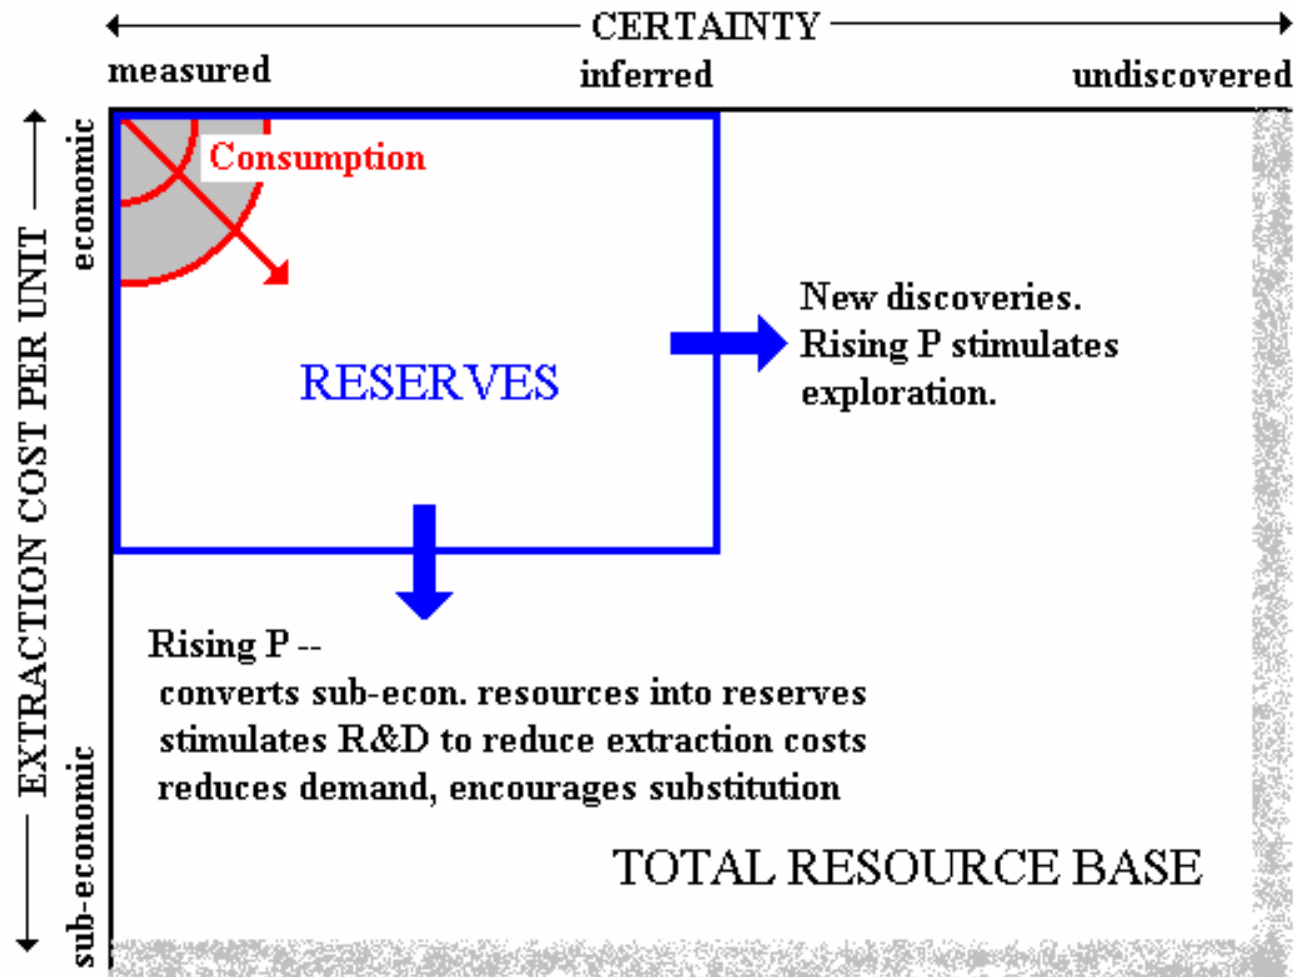 CERTAINTY
measured inferred undiscovered
EXTRACTION COST PER UNIT
economic
sub-economic
Consumption
RESERVES
New discoveries.
Rising P stimulates
exploration.
Rising P --
converts sub-econ. resources into reserves
stimulates R&D to reduce extraction costs
reduces demand, encourages substitution
TOTAL RESOURCE BASE